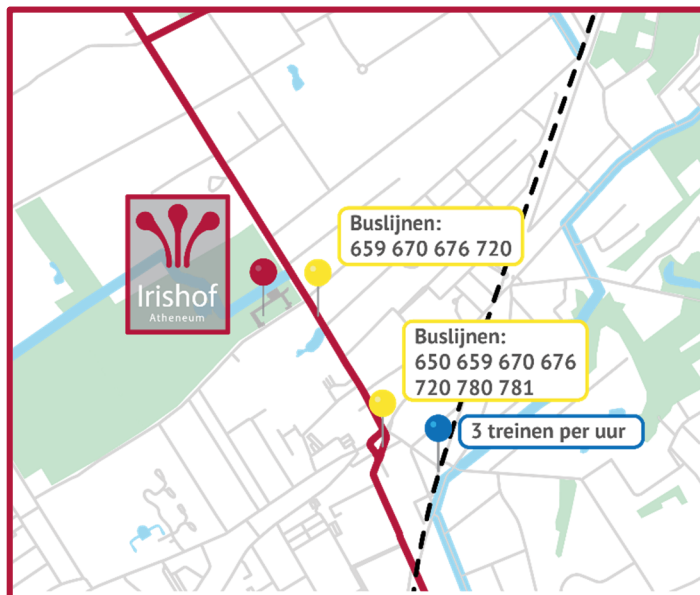 Buslijnen:
659 670 676 720
Irishof
Atheneum
Buslijnen:
650 659 670 676
720 780 781
3 treinen per uur